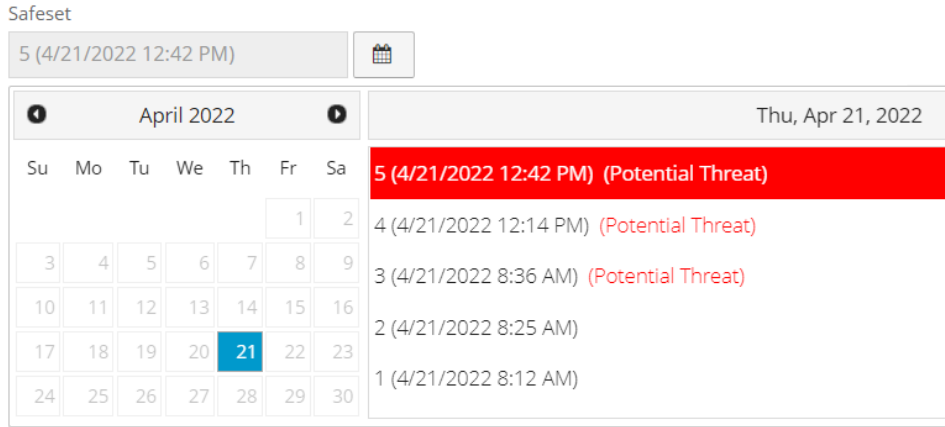 Safeset
5 (4/21/2022 12:42 PM)
April 2022
Su Mo Tu We Th Fr Sa
1 2
3 4 5 6 7 8 9
10 11 12 13 14 15 16
17 18 19 20 21 22 23
24 25 26 27 28 29 30
Thu, Apr 21, 2022
5 (4/21/2022 12:42 PM) (Potential Threat)
4 (4/21/2022 12:14 PM) (Potential Threat)
3 (4/21/2022 8:36 AM) (Potential Threat)
2 (4/21/2022 8:25 AM)
1 (4/21/2022 8:12 AM)